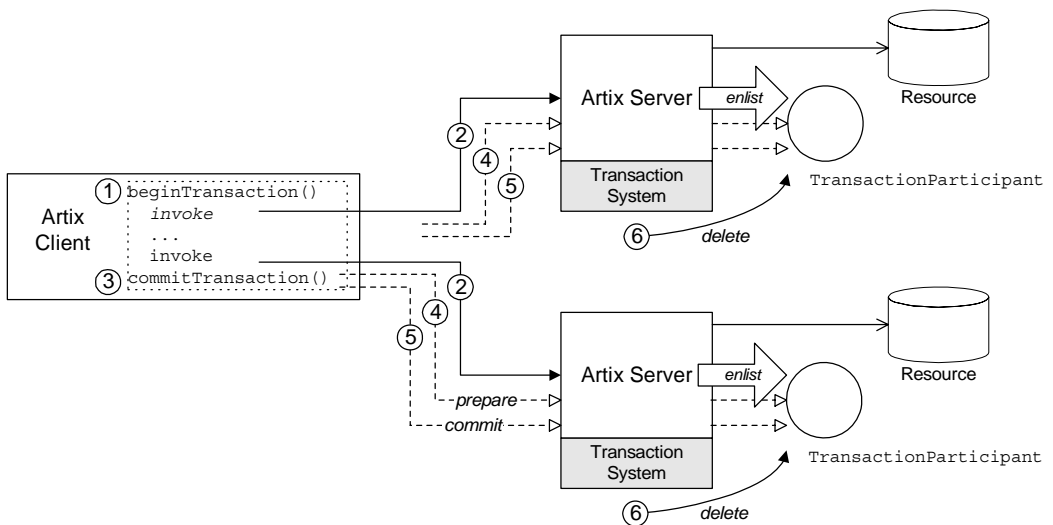 Artix Server
enlist
Resource
2
4
5
Transaction
System
TransactionParticipant
6
delete
1
beginTransaction()
invoke
...
invoke
3
commitTransaction()
Artix
Client
2
4
5
Artix Server
enlist
Resource
prepare
commit
Transaction
System
TransactionParticipant
6
delete